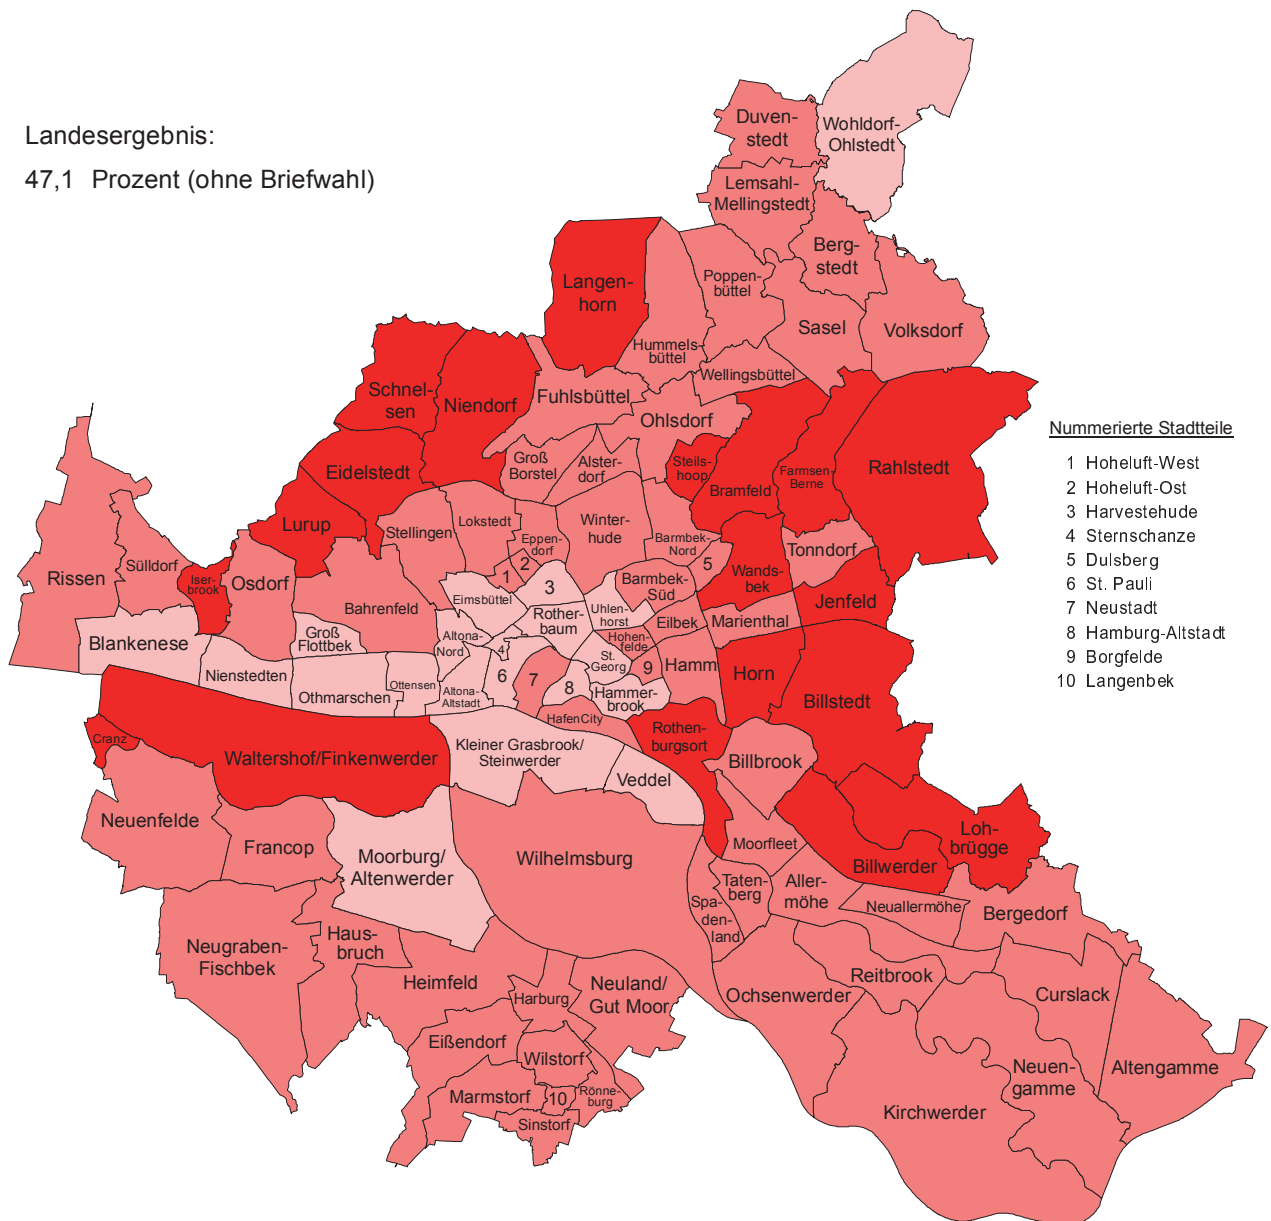 Landesergebnis:
47,1 Prozent (ohne Briefwahl)
Duven-
stedt
Wohldorf-
Ohlstedt
Lemsahl-
Mellingstedt
Berg-
stedt
Langen-
horn
Poppen-
büttel
Sasel
Volksdorf
Hummels-
büttel
Wellingsbüttel
Schnel-
sen
Niendorf
Fuhlsbüttel
Ohlsdorf
Eidelstedt
Groß
Borstel
Alster-
dorf
Steils-
hoop
Bramfeld
Farmsen-
Berne
Rahlstedt
Nummerierte Stadtteile
1 Hoheluft-West
2 Hoheluft-Ost
3 Harvestehude
4 Sternschanze
5 Dulsberg
6 St. Pauli
7 Neustadt
8 Hamburg-Altstadt
9 Borgfelde
10 Langenbek
Lurup
Stellingen
Lokstedt
Eppen-
dorf
Winter-
hude
Barmbek-
Nord
5
Tonndorf
Rissen
Sülldorf
Iser-
brook
Osdorf
Bahrenfeld
1
2
3
Barmbek-
Süd
Wands-
bek
Jenfeld
Eimsbüttel
Rother-
baum
Uhlen-
horst
Eilbek
Marienthal
Blankenese
Groß
Flottbek
Altona-
Nord
4
Hohen-
felde
St.
Georg
9
Hamm
Horn
Billstedt
Nienstedten
Othmarschen
Ottensen
Altona-
Altstadt
6
7
8
Hammer-
brook
HafenCity
Rothen-
burgsort
Cranz
Waltershof/Finkenwerder
Kleiner Grasbrook/
Steinwerder
Veddel
Billbrook
Neuenfelde
Francop
Moorburg/
Altenwerder
Wilhelmsburg
Moorfleet
Billwerder
Loh-
brügge
Spa-
den-
land
Taten-
berg
Aller-
möhe
Neuallermöhe
Bergedorf
Neugraben-
Fischbek
Haus-
bruch
Heimfeld
Harburg
Neuland/
Gut Moor
Ochsenwerder
Reitbrook
Curslack
Eißendorf
Wilstorf
Marmstorf
10
Rönne-
burg
Sinstorf
Neuen-
gamme
Altengamme
Kirchwerder